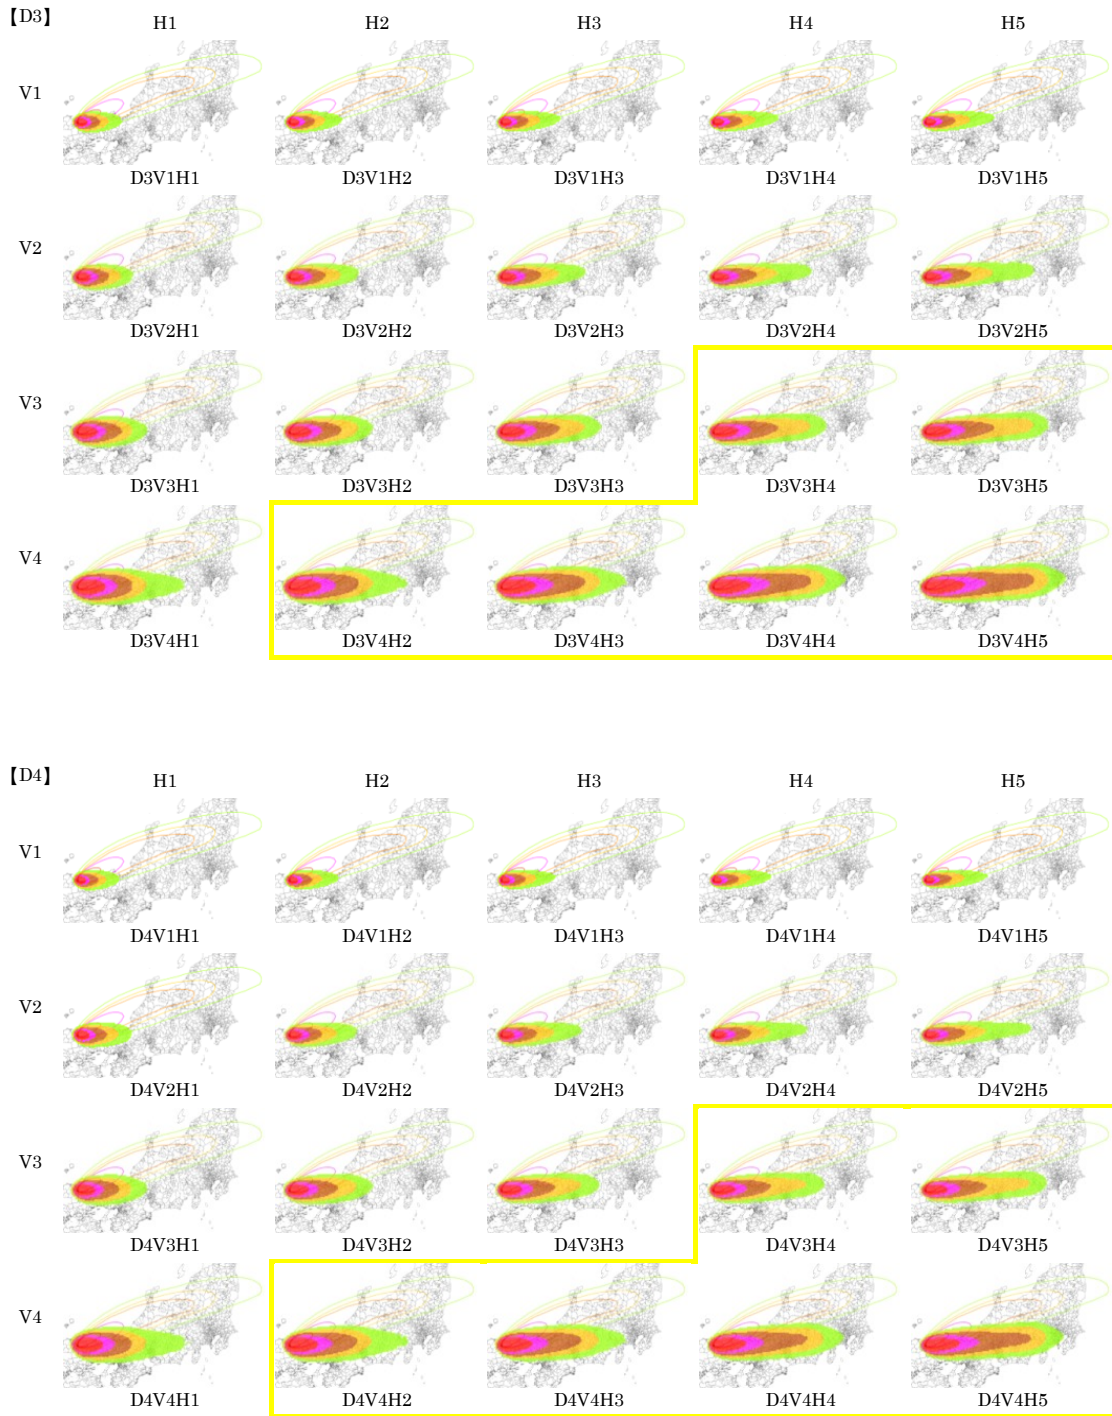 【D3】
H1 H2 H3 H4 H5
V1
D3V1H1 D3V1H2 D3V1H3 D3V1H4 D3V1H5
V2
D3V2H1 D3V2H2 D3V2H3 D3V2H4 D3V2H5
V3
D3V3H1 D3V3H2 D3V3H3 D3V3H4 D3V3H5
V4
D3V4H1 D3V4H2 D3V4H3 D3V4H4 D3V4H5
【D4】
H1 H2 H3 H4 H5
V1
D4V1H1 D4V1H2 D4V1H3 D4V1H4 D4V1H5
V2
D4V2H1 D4V2H2 D4V2H3 D4V2H4 D4V2H5
V3
D4V3H1 D4V3H2 D4V3H3 D4V3H4 D4V3H5
V4
D4V4H1 D4V4H2 D4V4H3 D4V4H4 D4V4H5